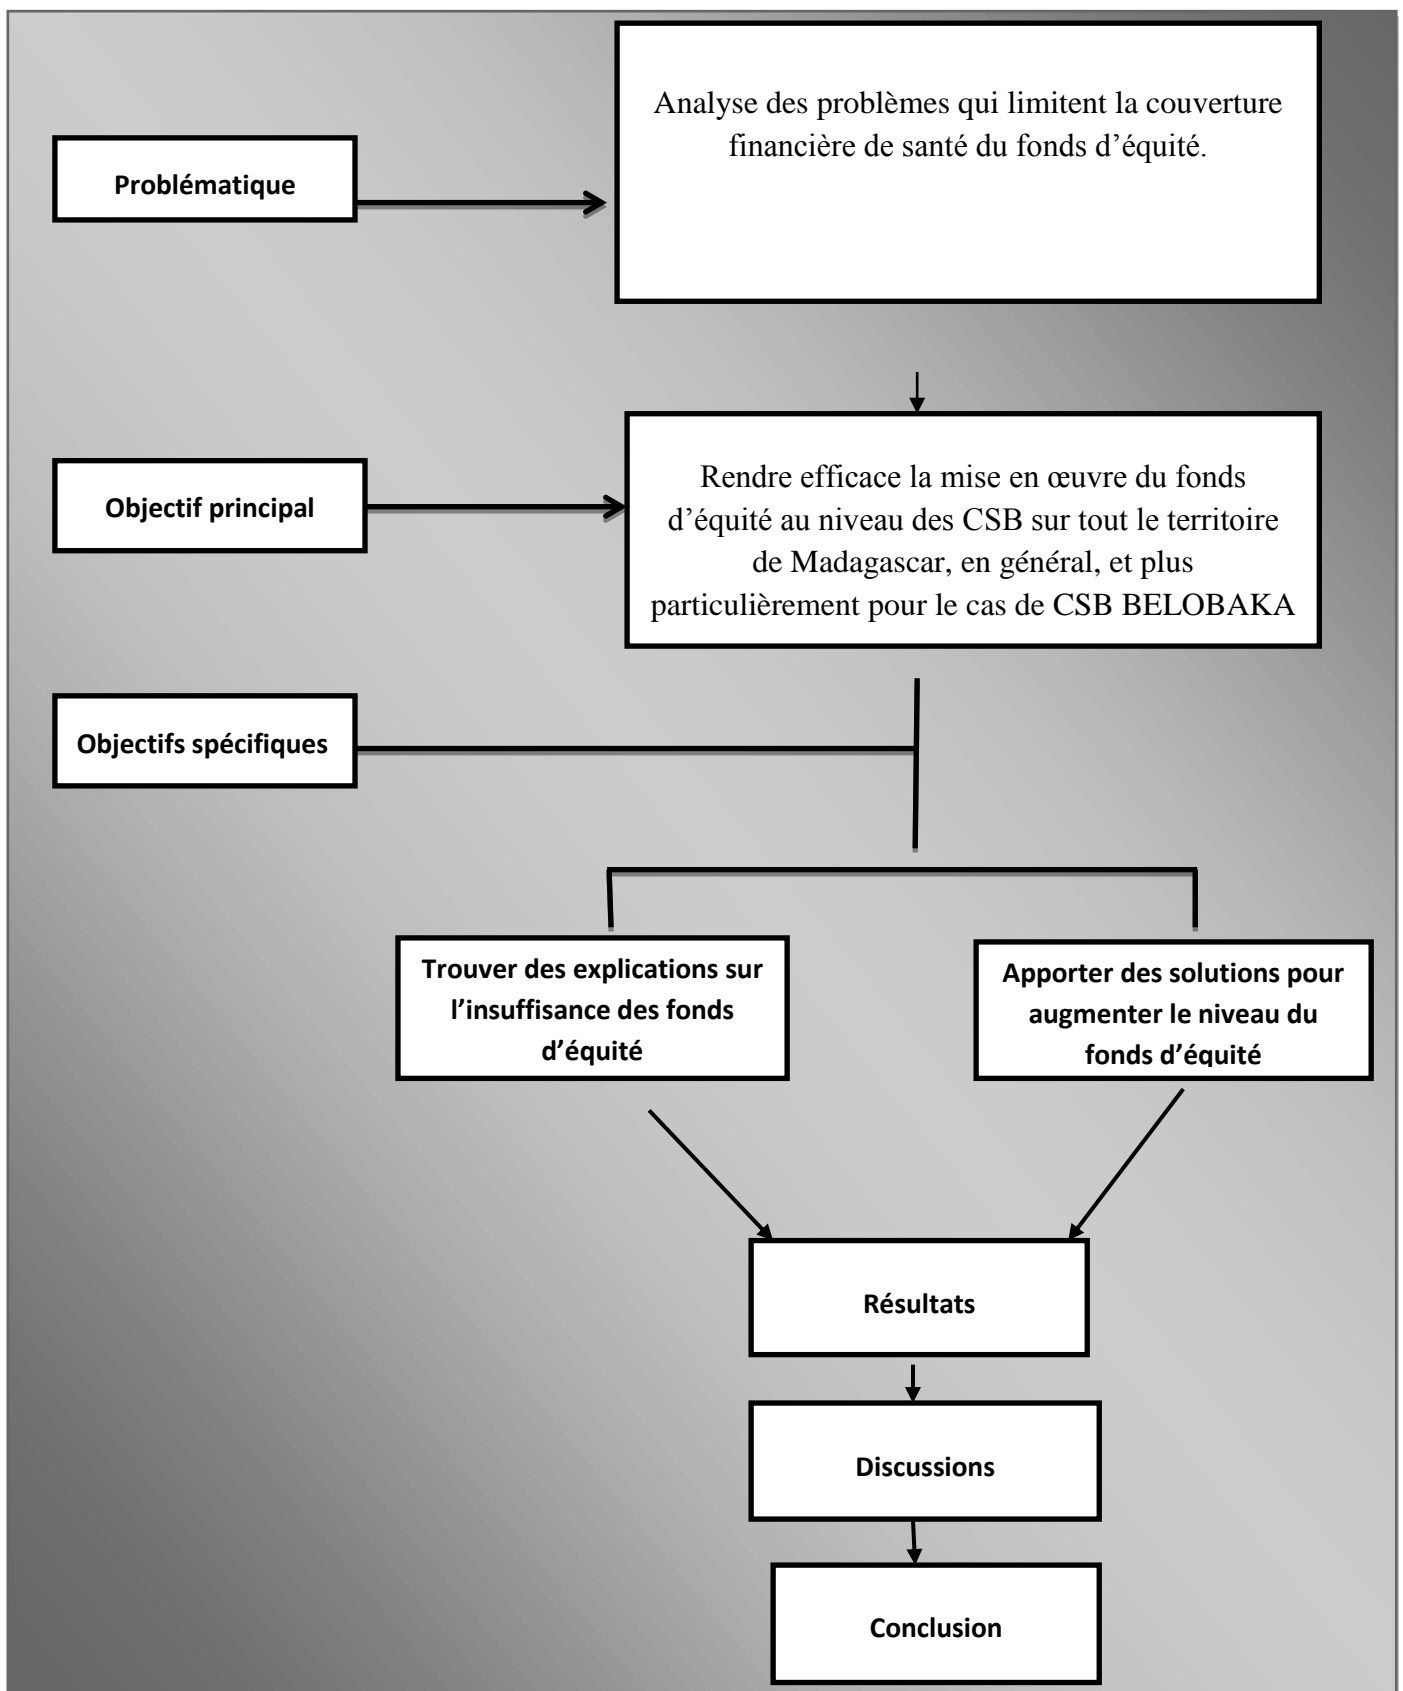 Analyse des problèmes qui limitent la couverture
financière de santé du fonds d’équité.
Problématique
Rendre efficace la mise en œuvre du fonds
d’équité au niveau des CSB sur tout le territoire
de Madagascar, en général, et plus
particulièrement pour le cas de CSB BELOBAKA
Objectif principal
Objectifs spécifiques
Trouver des explications sur
l’insuffisance des fonds
d’équité
Apporter des solutions pour
augmenter le niveau du
fonds d’équité
Résultats
Discussions
Conclusion